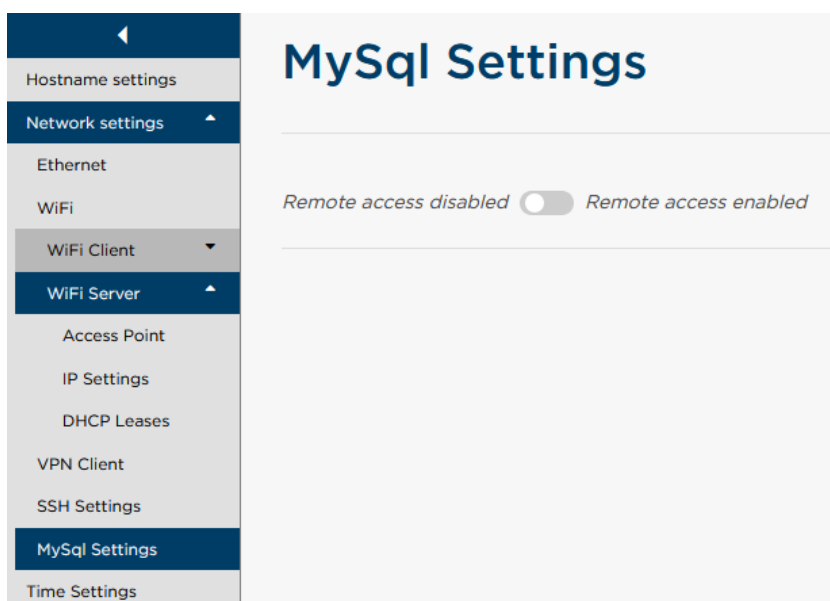 Hostname settings
Network settings
Ethernet
WiFi
WiFi Client
WiFi Server
Access Point
IP Settings
DHCP Leases
VPN Client
SSH Settings
MySql Settings
Time Settings
MySql Settings
Remote access disabled Remote access enabled